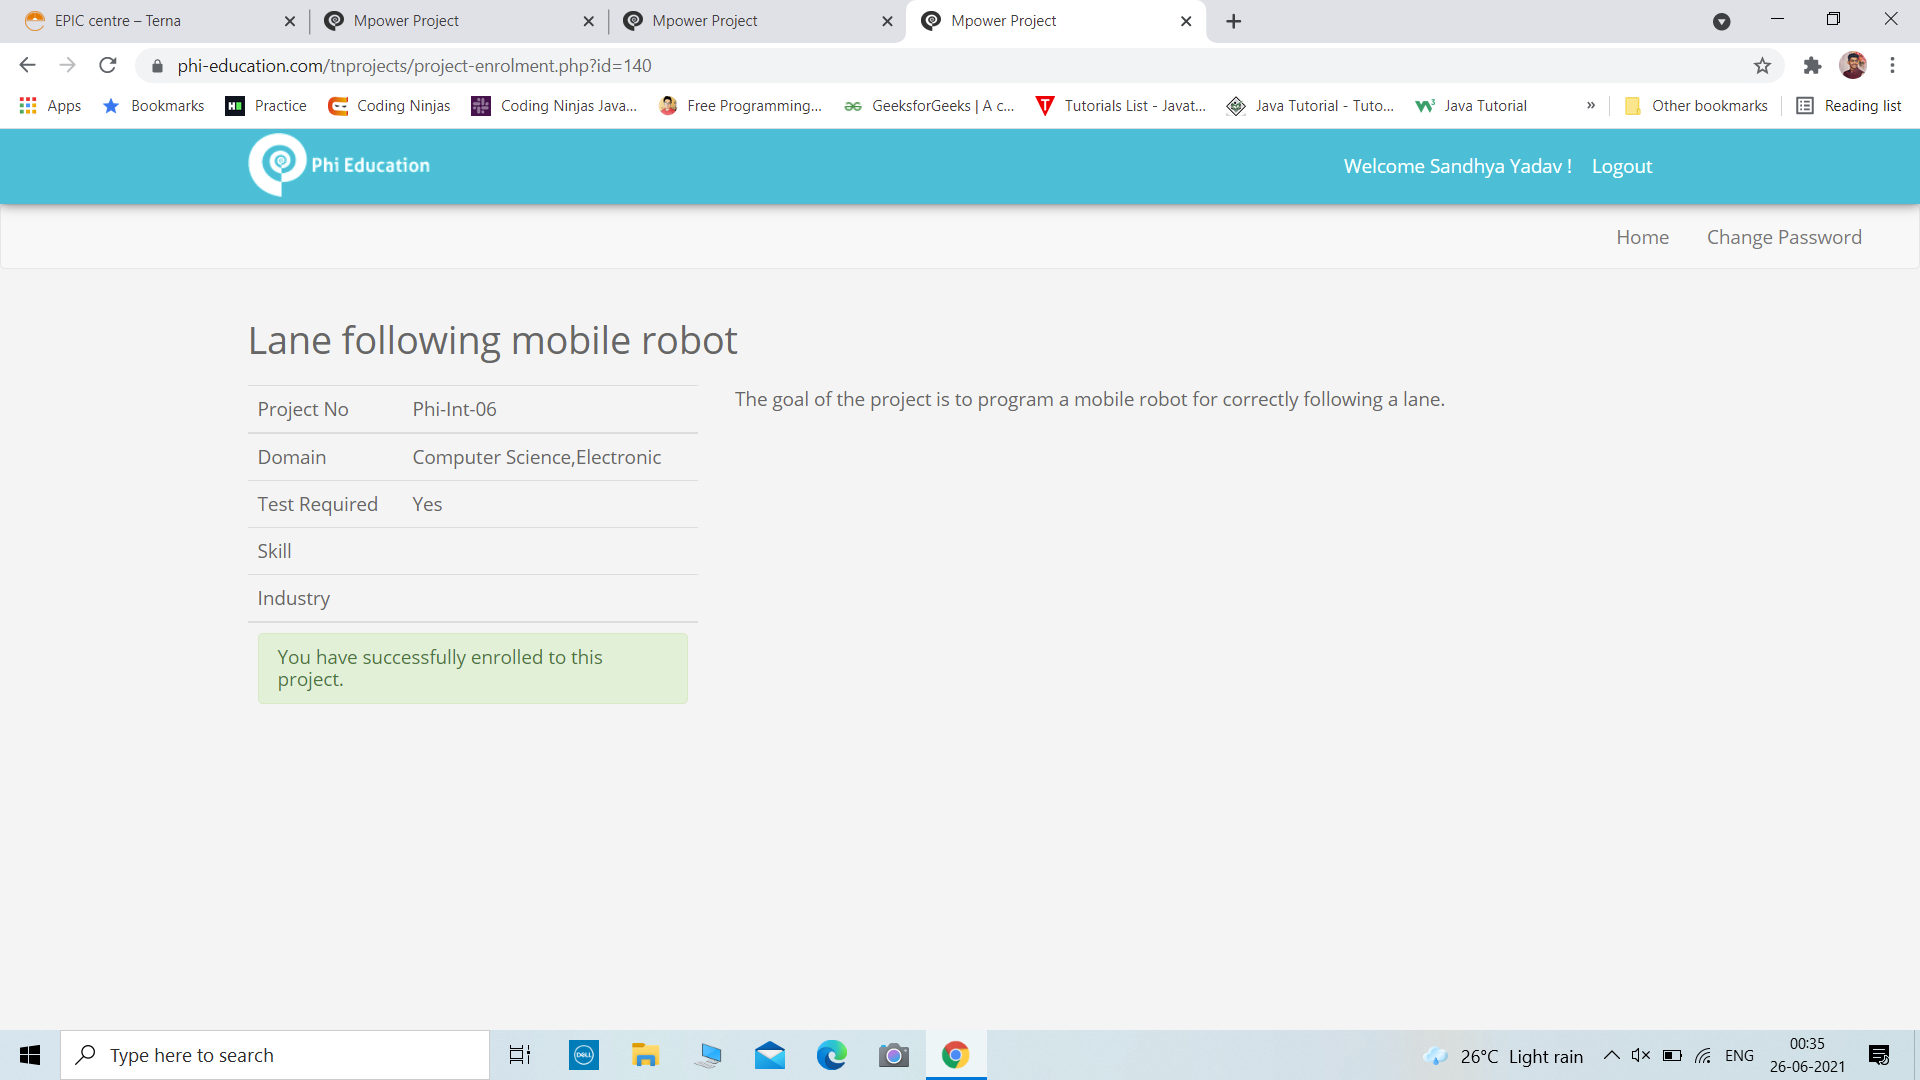 EPIC centre – Terna
Mpower Project
Mpower Project
Mpower Project
phi-education.com/tnprojects/project-enrolment.php?id=140
Apps
Bookmarks
Practice
Coding Ninjas
Coding Ninjas Java...
Free Programming...
GeeksforGeeks | A c...
Tutorials List - Javat...
Java Tutorial - Tuto...
Java Tutorial
»
Other bookmarks
Reading list
Phi Education
Welcome Sandhya Yadav !
Logout
Home
Change Password
Lane following mobile robot
Project No Phi-Int-06
Domain Computer Science,Electronic
Test Required Yes
Skill
Industry
You have successfully enrolled to this
project.
The goal of the project is to program a mobile robot for correctly following a lane.
Type here to search
DELL
26°C Light rain
ENG
00:35
26-06-2021